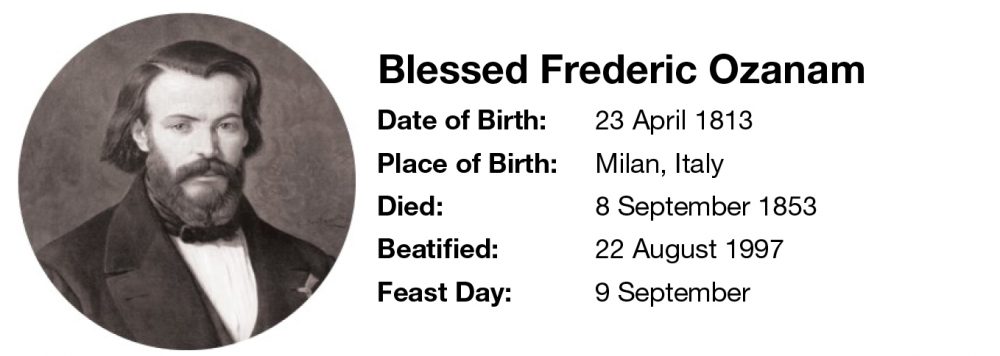 Blessed Frederic Ozanam
Date of Birth: 23 April 1813
Place of Birth: Milan, Italy
Died: 8 September 1853
Beatified: 22 August 1997
Feast Day: 9 September